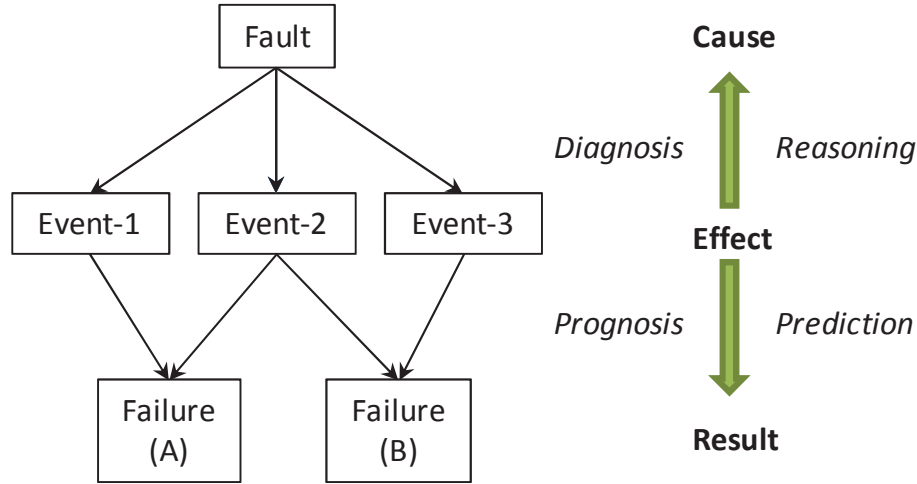 Fault
Cause
Diagnosis
Reasoning
Event-1
Event-2
Event-3
Effect
Prognosis
Prediction
Failure
(A)
Failure
(B)
Result